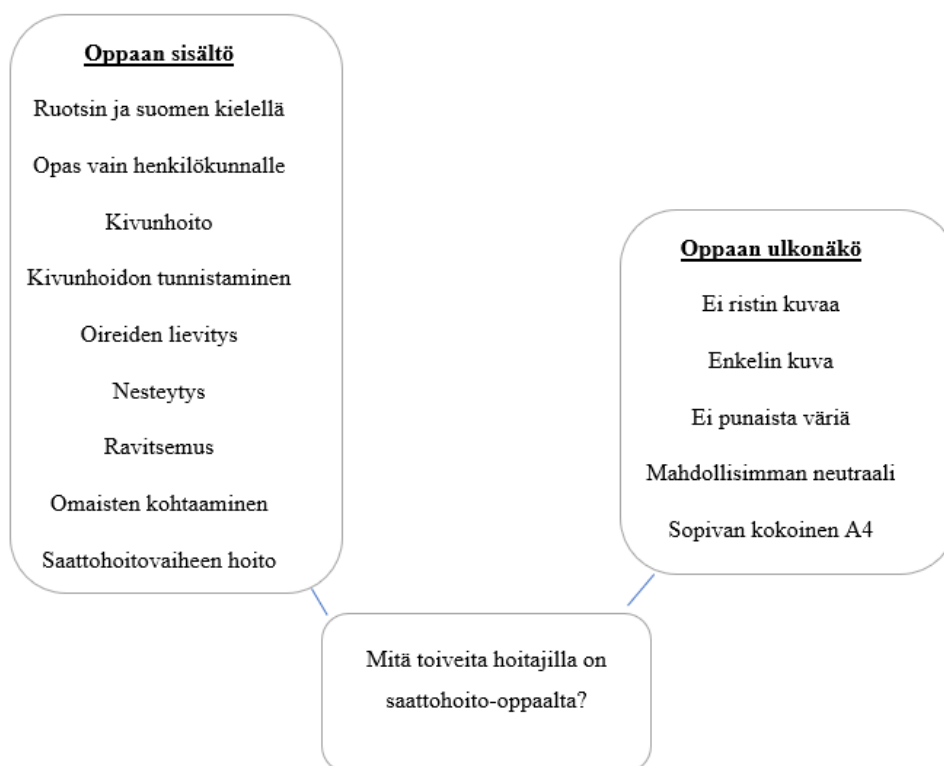 Oppaan sisältö
Ruotsin ja suomen kielellä
Opas vain henkilökunnalle
Kivunhoito
Kivunhoidon tunnistaminen
Oireiden lievitys
Nesteytys
Ravitsemus
Omaisten kohtaaminen
Saattohoitovaiheen hoito
Oppaan ulkonäkö
Ei ristin kuvaa
Enkelin kuva
Ei punaista väriä
Mahdollisimman neutraali
Sopivan kokoinen A4
Mitä toiveita hoitajilla on
saattohoito-oppaalta?